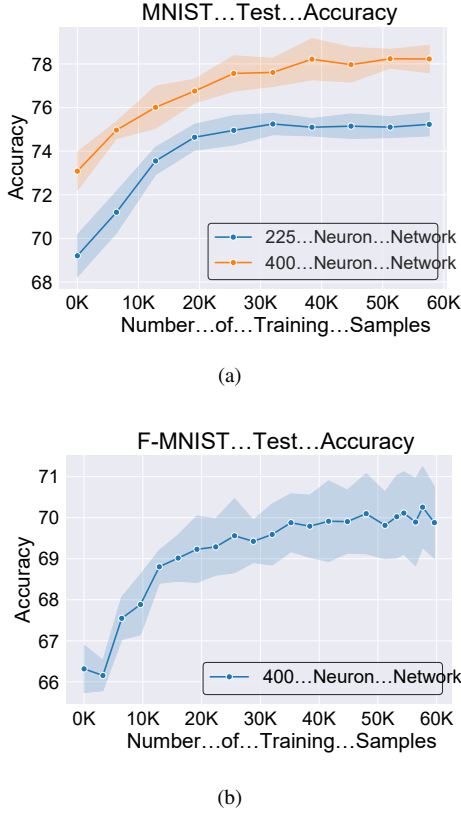 MNIST…Test…Accuracy
78
76
74
72
70
68
Accuracy
225…Neuron…Network
400…Neuron…Network
0K 10K 20K 30K 40K 50K 60K
Number…of…Training…Samples
(a)
F-MNIST…Test…Accuracy
71
70
69
68
67
66
Accuracy
400…Neuron…Network
0K 10K 20K 30K 40K 50K 60K
Number…of…Training…Samples
(b)